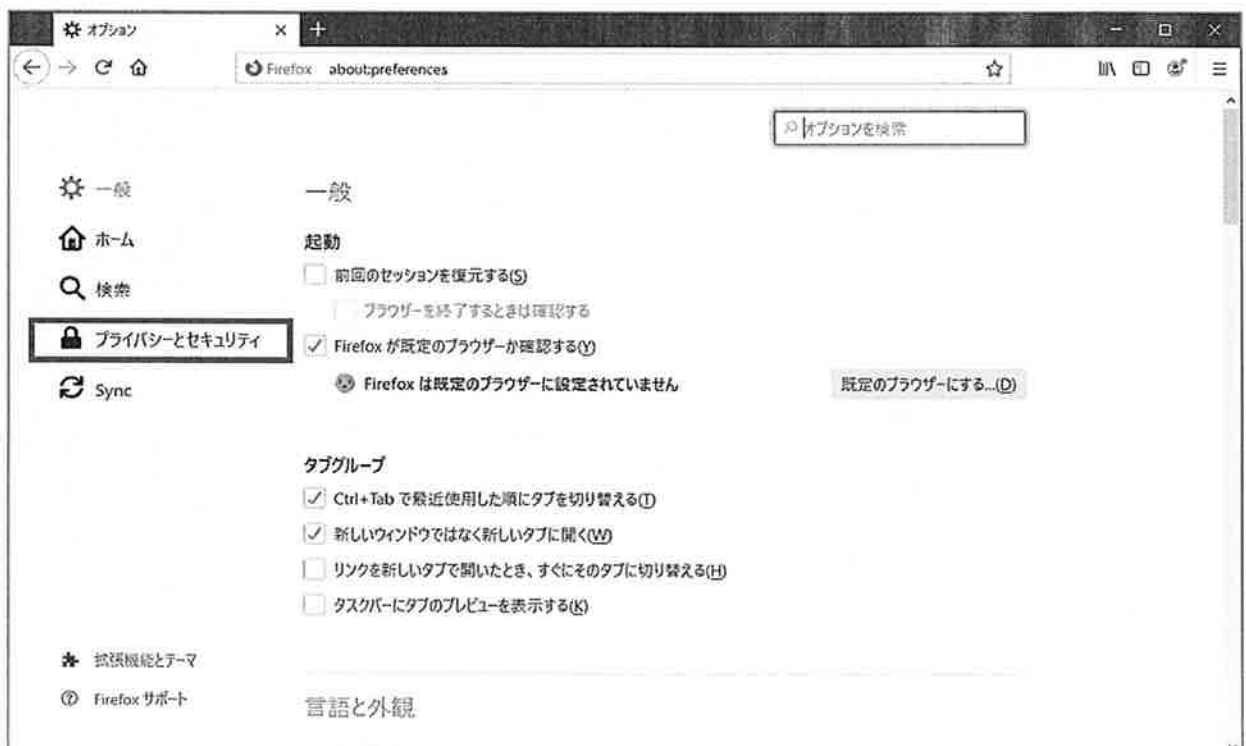 オプション
Firefox about:preferences
オプションを検索
一般
ホーム
検索
プライバシーとセキュリティ
Sync
拡張機能とテーマ
Firefox サポート
一般
起動
前回のセッションを復元する(S)
ブラウザーを終了するときは確認する
Firefox が既定のブラウザーか確認する(Y)
Firefox は既定のブラウザーに設定されていません
既定のブラウザーにする...(D)
タブグループ
Ctrl+Tab で最近使用した順にタブを切り替える(T)
新しいウィンドウではなく新しいタブに開く(W)
リンクを新しいタブで開いたとき、すぐにそのタブに切り替える(H)
タスクバーにタブのプレビューを表示する(K)
言語と外観